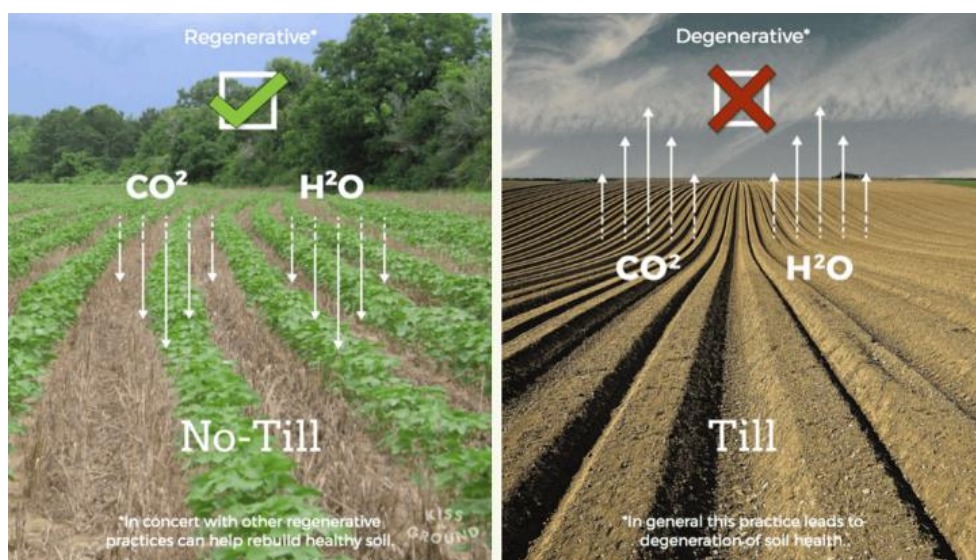 Regenerative*
CO²
H²O
No-Till
*In concert with other regenerative
practices can help rebuild healthy soil.
KISS
GROUND
Degenerative*
CO²
H²O
Till
*In general this practice leads to
degeneration of soil health.